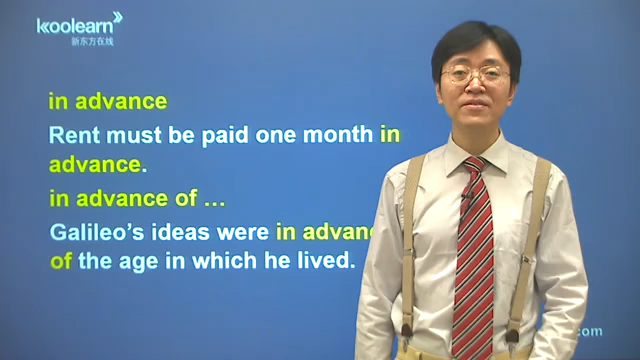 koolearn
新东方在线
in advance
Rent must be paid one month in
advance.
in advance of …
Galileo’s ideas were in advan
of the age in which he lived.
.com